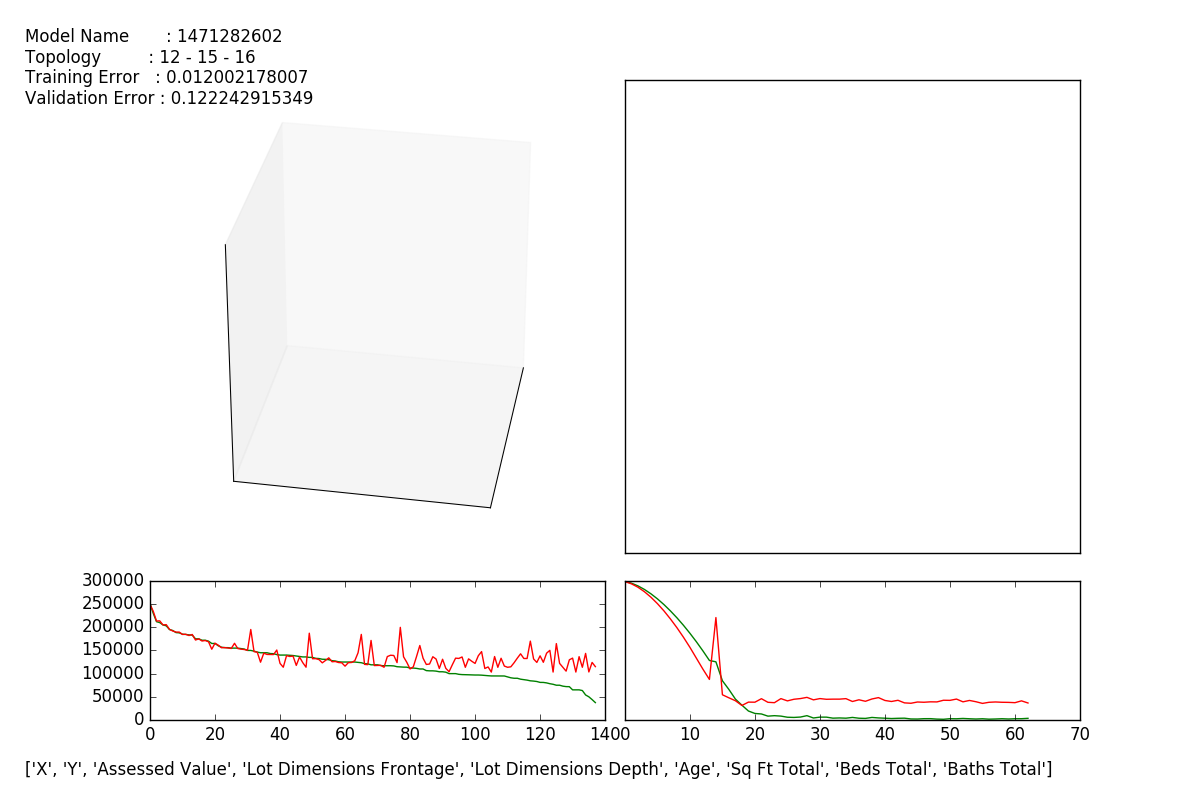 Model Name : 1471282602
Topology : 12 - 15 - 16
Training Error : 0.012002178007
Validation Error : 0.122242915349
300000
250000
200000
150000
100000
50000
0
0 20 40 60 80 100 120 140
0 10 20 30 40 50 60 70
['X', 'Y', 'Assessed Value', 'Lot Dimensions Frontage', 'Lot Dimensions Depth', 'Age', 'Sq Ft Total', 'Beds Total', 'Baths Total']